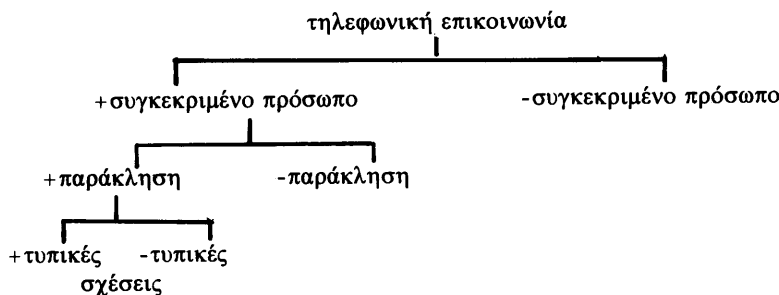 τηλεφωνική επικοινωνία
+συγκεκριμένο πρόσωπο -συγκεκριμένο πρόσωπο
+παράκληση -παράκληση
+τυπικές -τυπικές
σχέσεις